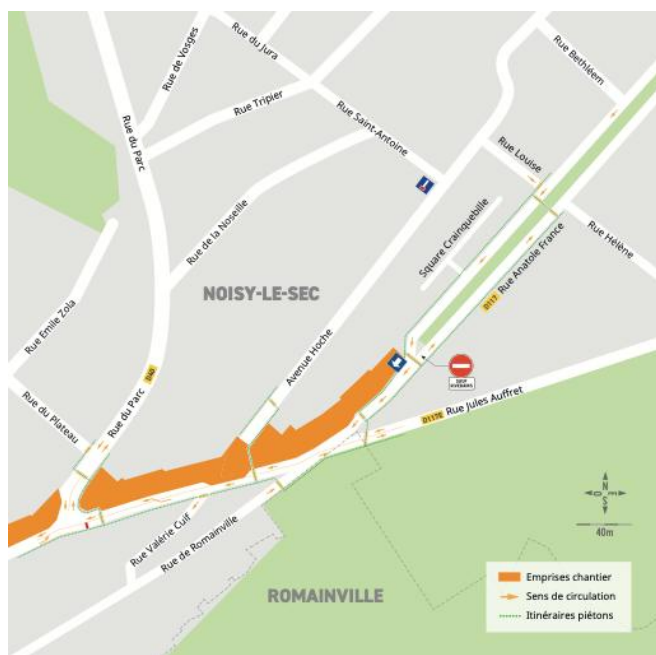 Rue de Vosges
Rue du Jura
Rue Bethléem
Rue Tripier
Rue du Parc
Rue Saint-Antoine
Rue Louise
Rue de la Noseille
Square Crainquebille
Rue Hélène
D117 Rue Anatole France
NOISY-LE-SEC
Rue Emile Zola
Avenue Hoche
D40
Rue du Parc
Rue du Plateau
SAUF
RIVERAINS
D117E Rue Jules Auffret
Rue Valérie Cuif
Rue de Romainville
ROMAINVILLE
N
O E
S
40m
Emprises chantier
Sens de circulation
Itinéraires piétons